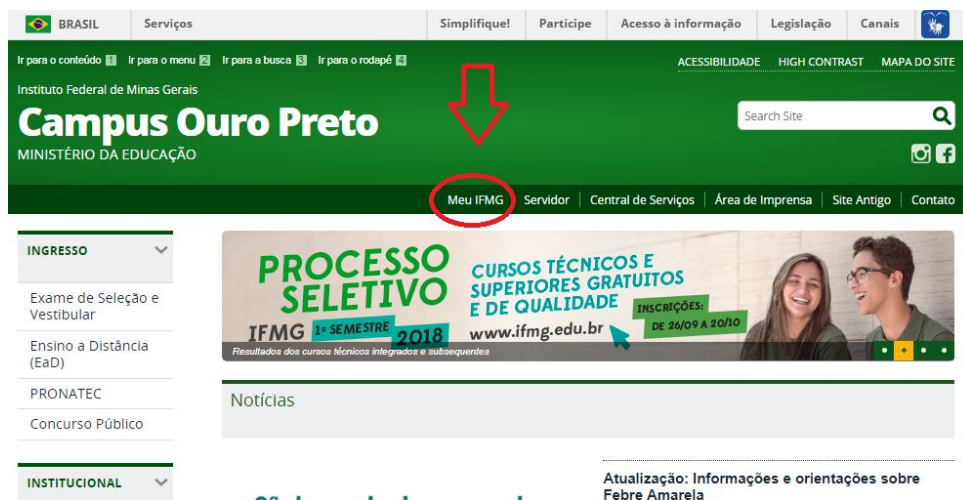 BRASIL Serviços Simplifique! Participe Acesso à informação Legislação Canais
Ir para o conteúdo 1 Ir para o menu 2 Ir para a busca 3 Ir para o rodapé 4
ACESSIBILIDADE HIGH CONTRAST MAPA DO SITE
Instituto Federal de Minas Gerais
Campus Ouro Preto
MINISTÉRIO DA EDUCAÇÃO
Search Site
Meu IFMG Servidor Central de Serviços Área de Imprensa Site Antigo Contato
INGRESSO
Exame de Seleção e
Vestibular
Ensino a Distância
(EaD)
PRONATEC
Concurso Público
INSTITUCIONAL
PROCESSO
SELETIVO
IFMG 1º SEMESTRE 2018
CURSOS TÉCNICOS E
SUPERIORES GRATUITOS
E DE QUALIDADE
INSCRIÇÕES:
DE 26/09 A 20/10
www.ifmg.edu.br
Resultados dos cursos técnicos integrados e subsequentes
Notícias
Atualização: Informações e orientações sobre
Febre Amarela